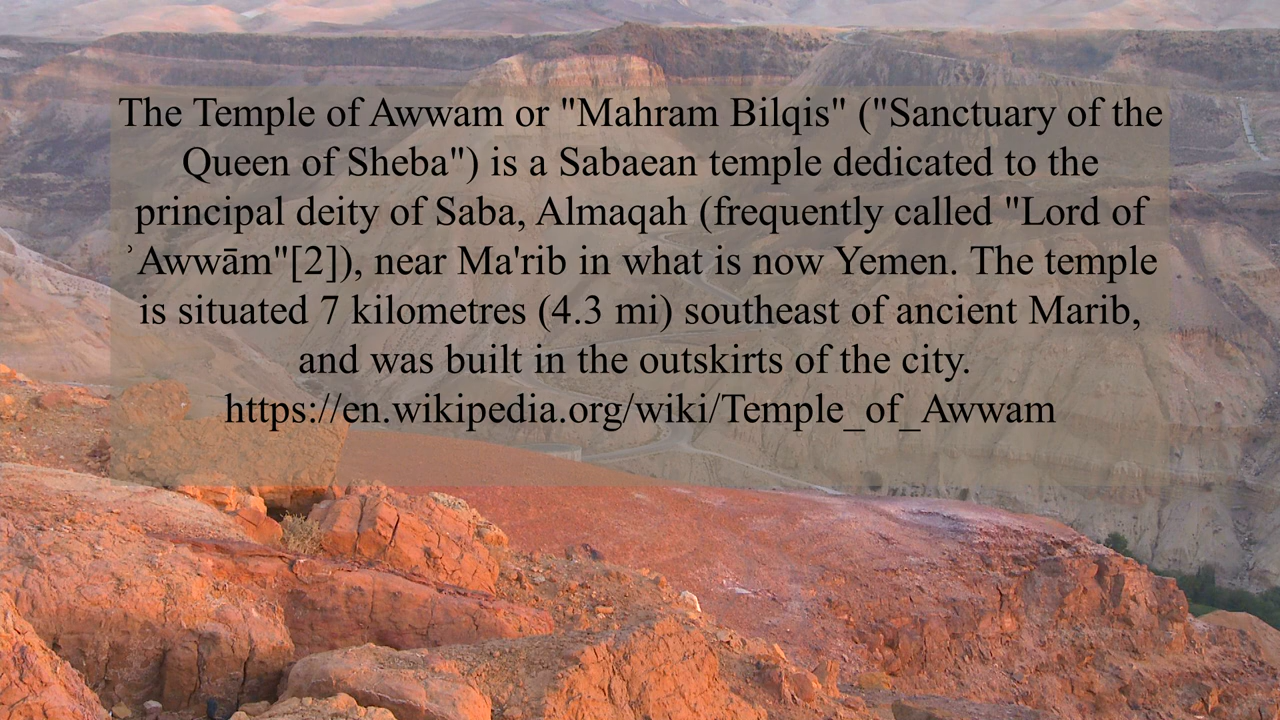 The Temple of Awwam or "Mahram Bilqis" ("Sanctuary of the
Queen of Sheba") is a Sabaean temple dedicated to the
principal deity of Saba, Almaqah (frequently called "Lord of
ʾAwwām"[2]), near Ma'rib in what is now Yemen. The temple
is situated 7 kilometres (4.3 mi) southeast of ancient Marib,
and was built in the outskirts of the city.
https://en.wikipedia.org/wiki/Temple_of_Awwam